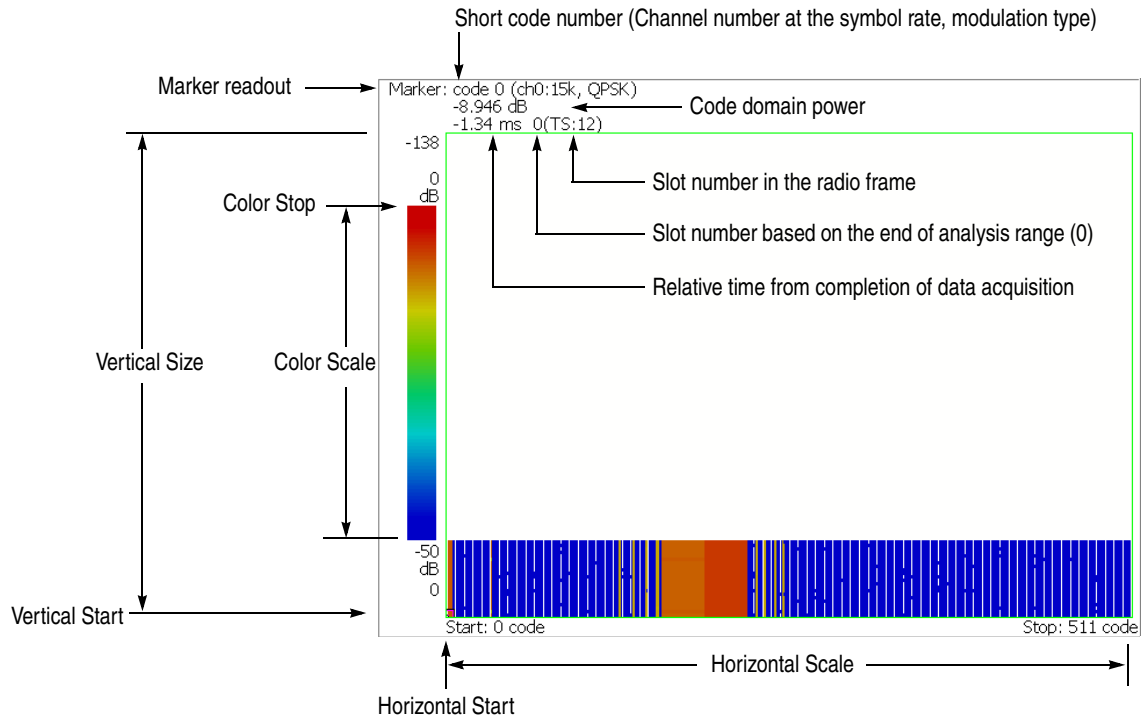 Short code number (Channel number at the symbol rate, modulation type)
Marker readout
Marker: code 0 (ch0:15k, QPSK)
-8.946 dB
Code domain power
-1.34 ms 0(TS:12)
-138
0
dB
Slot number in the radio frame
Color Stop
Slot number based on the end of analysis range (0)
Relative time from completion of data acquisition
Vertical Size
Color Scale
-50
dB
0
Vertical Start
Start: 0 code
Stop: 511 code
Horizontal Scale
Horizontal Start